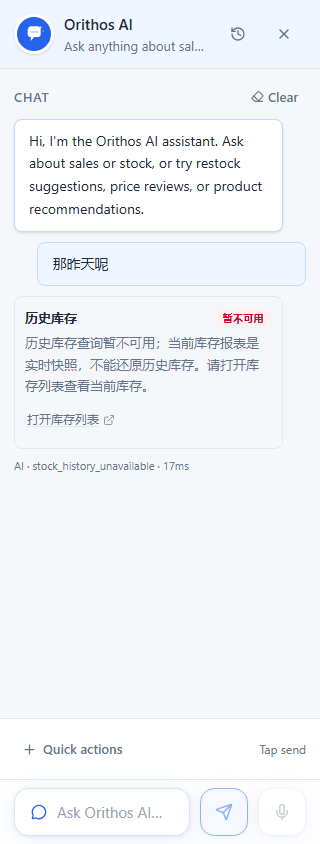 Orithos AI
Ask anything about sal...
CHAT
Clear
Hi, I'm the Orithos AI assistant. Ask
about sales or stock, or try restock
suggestions, price reviews, or product
recommendations.
那昨天呢
历史库存
暂不可用
历史库存查询暂不可用；当前库存报表是
实时快照，不能还原历史库存。请打开库
存列表查看当前库存。
打开库存列表
AI · stock_history_unavailable · 17ms
Quick actions
Tap send
Ask Orithos AI...